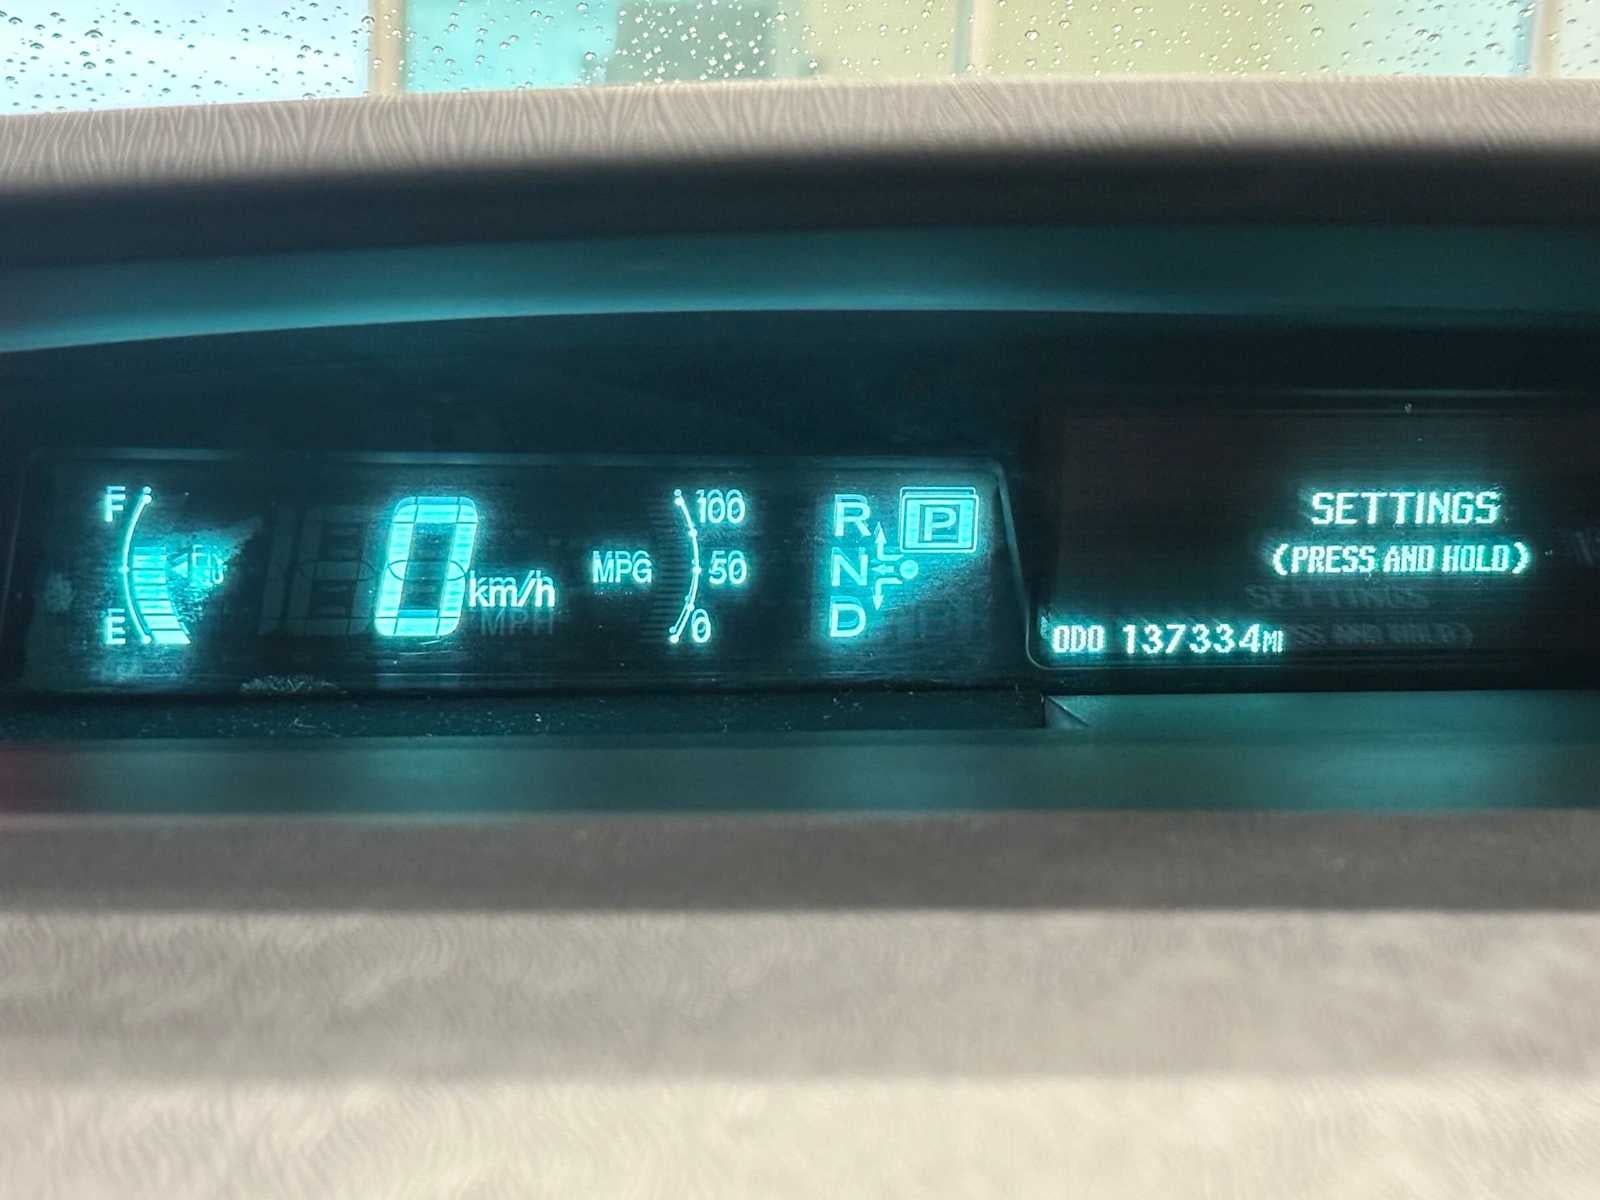 F
E
0
km/h
MPH
MPG
100
50
0
R
N
D
P
SETTINGS
(PRESS AND HOLD)
ODO 137334MI